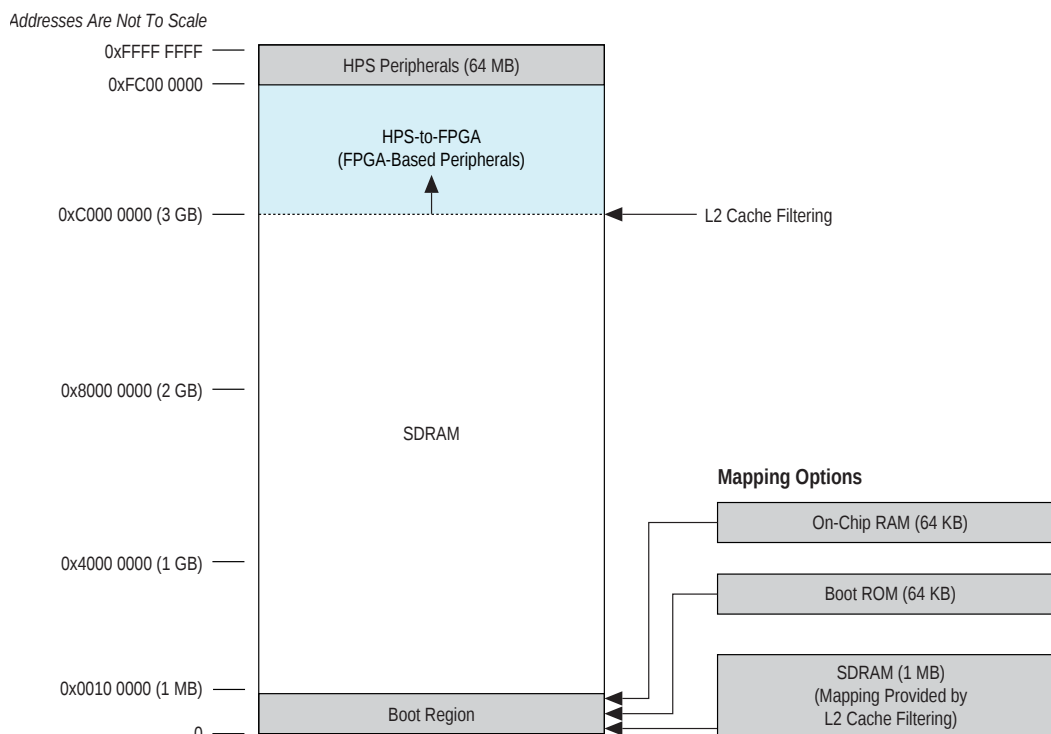 Addresses Are Not To Scale
0xFFFF FFFF
HPS Peripherals (64 MB)
0xFC00 0000
HPS-to-FPGA
(FPGA-Based Peripherals)
0xC000 0000 (3 GB)
L2 Cache Filtering
0x8000 0000 (2 GB)
SDRAM
Mapping Options
On-Chip RAM (64 KB)
0x4000 0000 (1 GB)
Boot ROM (64 KB)
SDRAM (1 MB)
(Mapping Provided by
L2 Cache Filtering)
0x0010 0000 (1 MB)
Boot Region
0